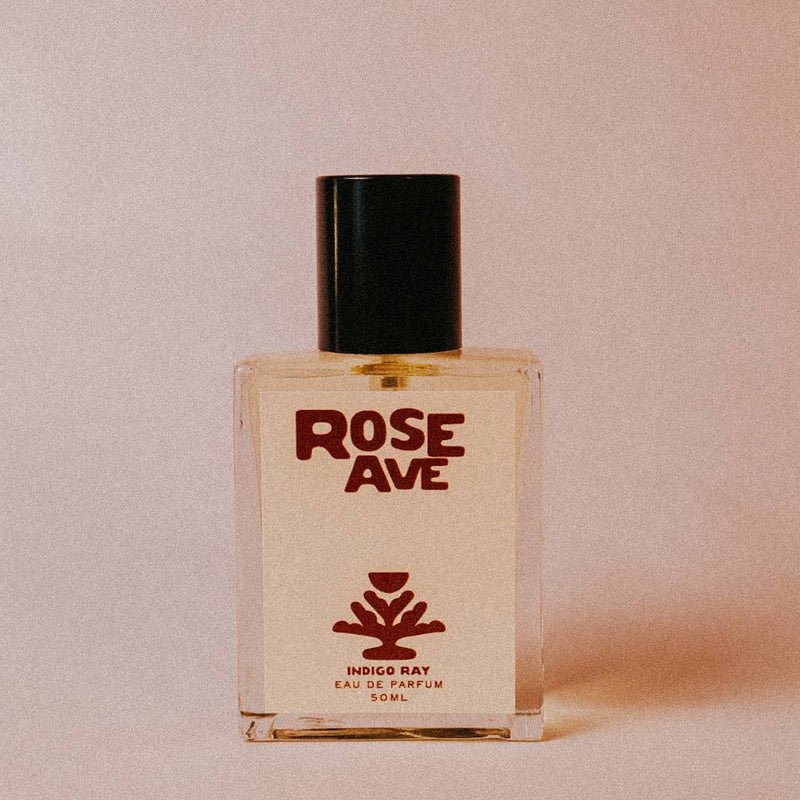 ROSE
AVE
INDIGO RAY
EAU DE PARFUM
50ML